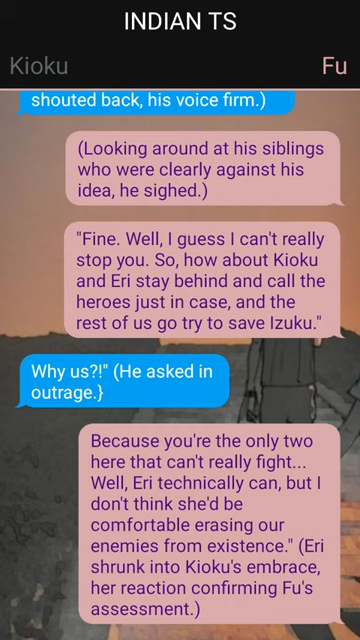 INDIAN TS
Kioku
Fu
shouted back, his voice firm.)
(Looking around at his siblings
who were clearly against his
idea, he sighed.)
"Fine. Well, I guess I can't really
stop you. So, how about Kioku
and Eri stay behind and call the
heroes just in case, and the
rest of us go try to save Izuku."
Why us?!" (He asked in
outrage.}
Because you're the only two
here that can't really fight...
Well, Eri technically can, but I
don't think she'd be
comfortable erasing our
enemies from existence." (Eri
shrunk into Kioku's embrace,
her reaction confirming Fu's
assessment.)